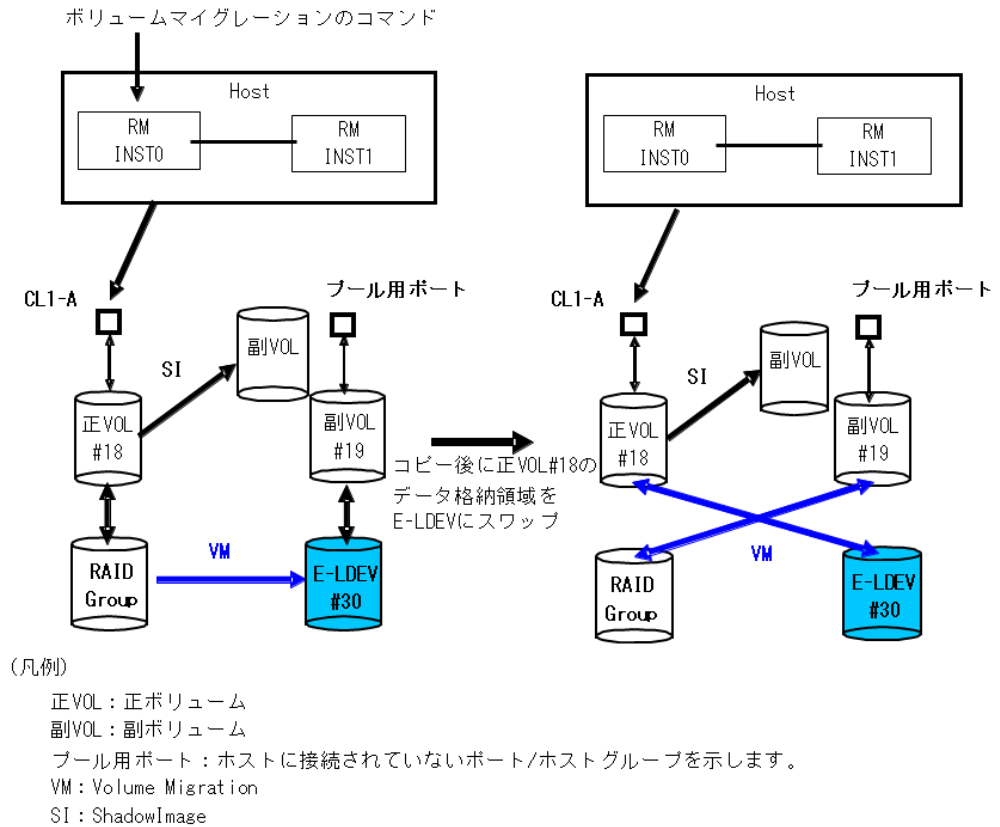 ボリュームマイグレーションのコマンド
Host
RM
INST0
RM
INST1
CL1-A
プール用ポート
SI
副VOL
正VOL
#18
副VOL
#19
VM
RAID
Group
E-LDEV
#30
コピー後に正VOL#18の
データ格納領域を
E-LDEVにスワップ
Host
RM
INST0
RM
INST1
CL1-A
プール用ポート
SI
副VOL
正VOL
#18
副VOL
#19
VM
RAID
Group
E-LDEV
#30
(凡例)
正VOL：正ボリューム
副VOL：副ボリューム
プール用ポート：ホストに接続されていないポート/ホストグループを示します。
VM：Volume Migration
SI：ShadowImage